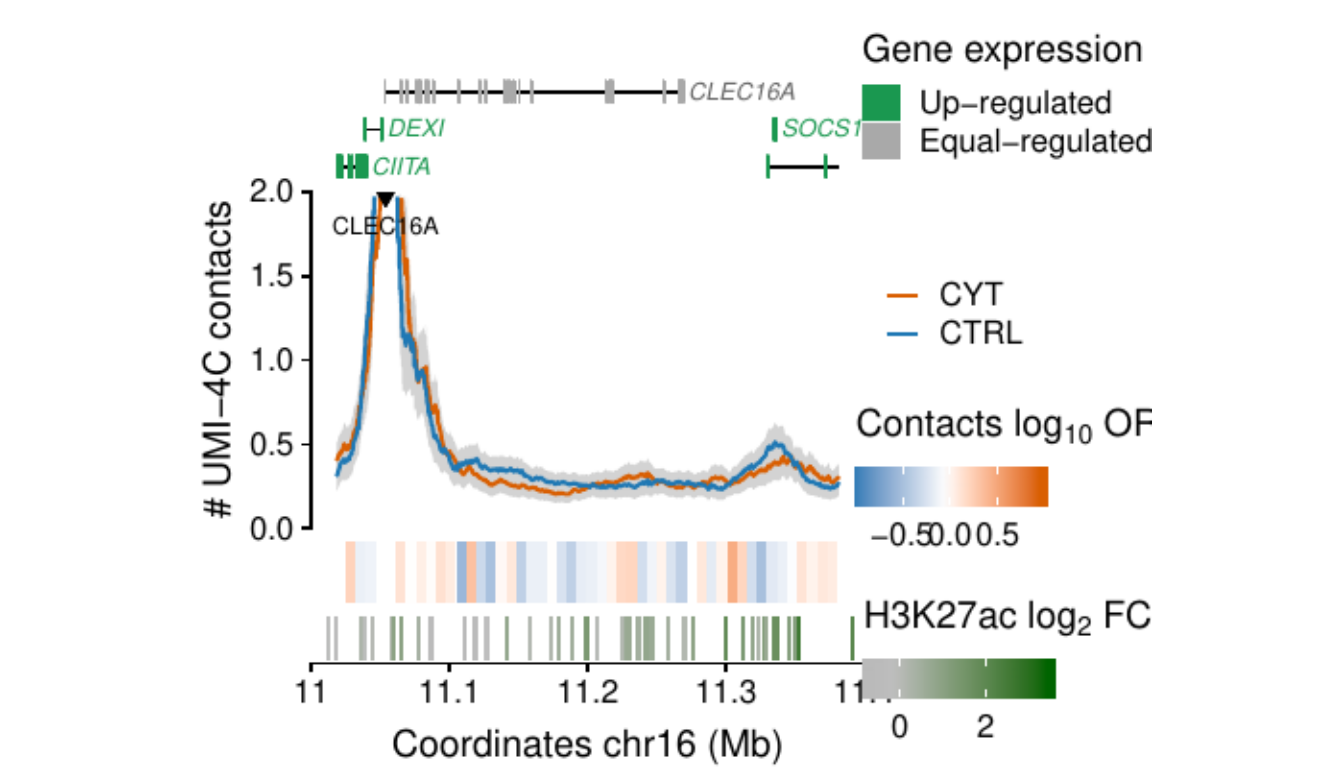 Gene expression
CLEC16A
Up−regulated
DEXI
SOCS1
Equal−regulated
CIITA
2.0
CLEC16A
1.5
1.0
0.5
0.0
# UMI−4C contacts
CYT
CTRL
Contacts log10 OR
−0.5 0.0 0.5
H3K27ac log2 FC
0 2
11 11.1 11.2 11.3
Coordinates chr16 (Mb)